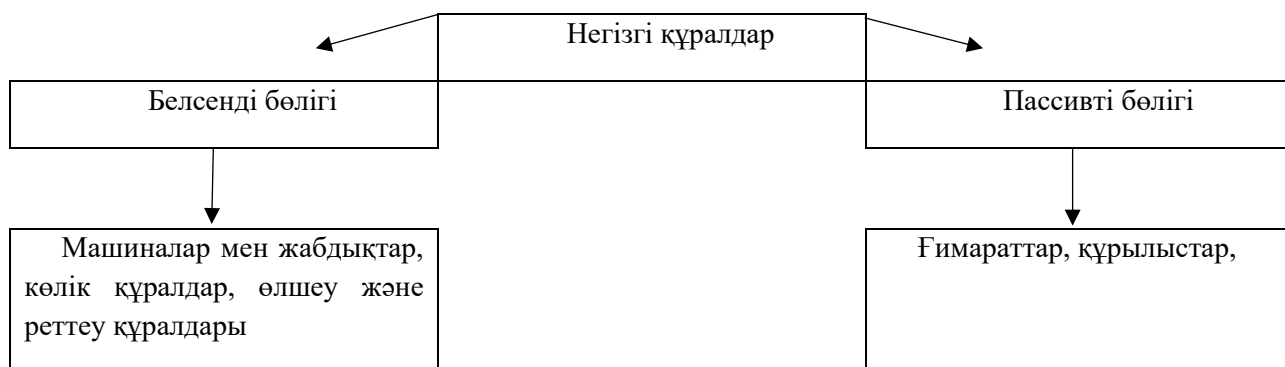 Негізгі құралдар
Белсенді бөлігі
Пассивті бөлігі
Машиналар мен жабдықтар,
көлік құралдар, өлшеу және
реттеу құралдары
Ғимараттар, құрылыстар,